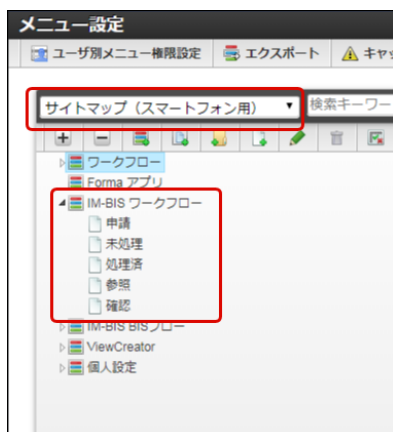 メニュー設定
ユーザ別メニュー権限設定 エクスポート キャッ
サイトマップ（スマートフォン用） 検索キーワー
ワークフロー
Forma アプリ
IM-BIS ワークフロー
申請
未処理
処理済
参照
確認
IM-BIS BISフロー
ViewCreator
個人設定